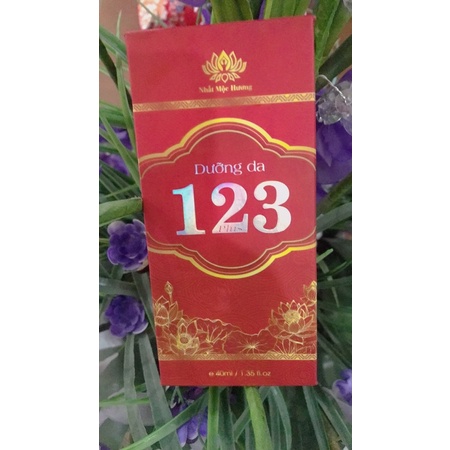 Nhất Mộc Hương
Dưỡng da
123
Plus
e 40ml / 1.35 fl.oz